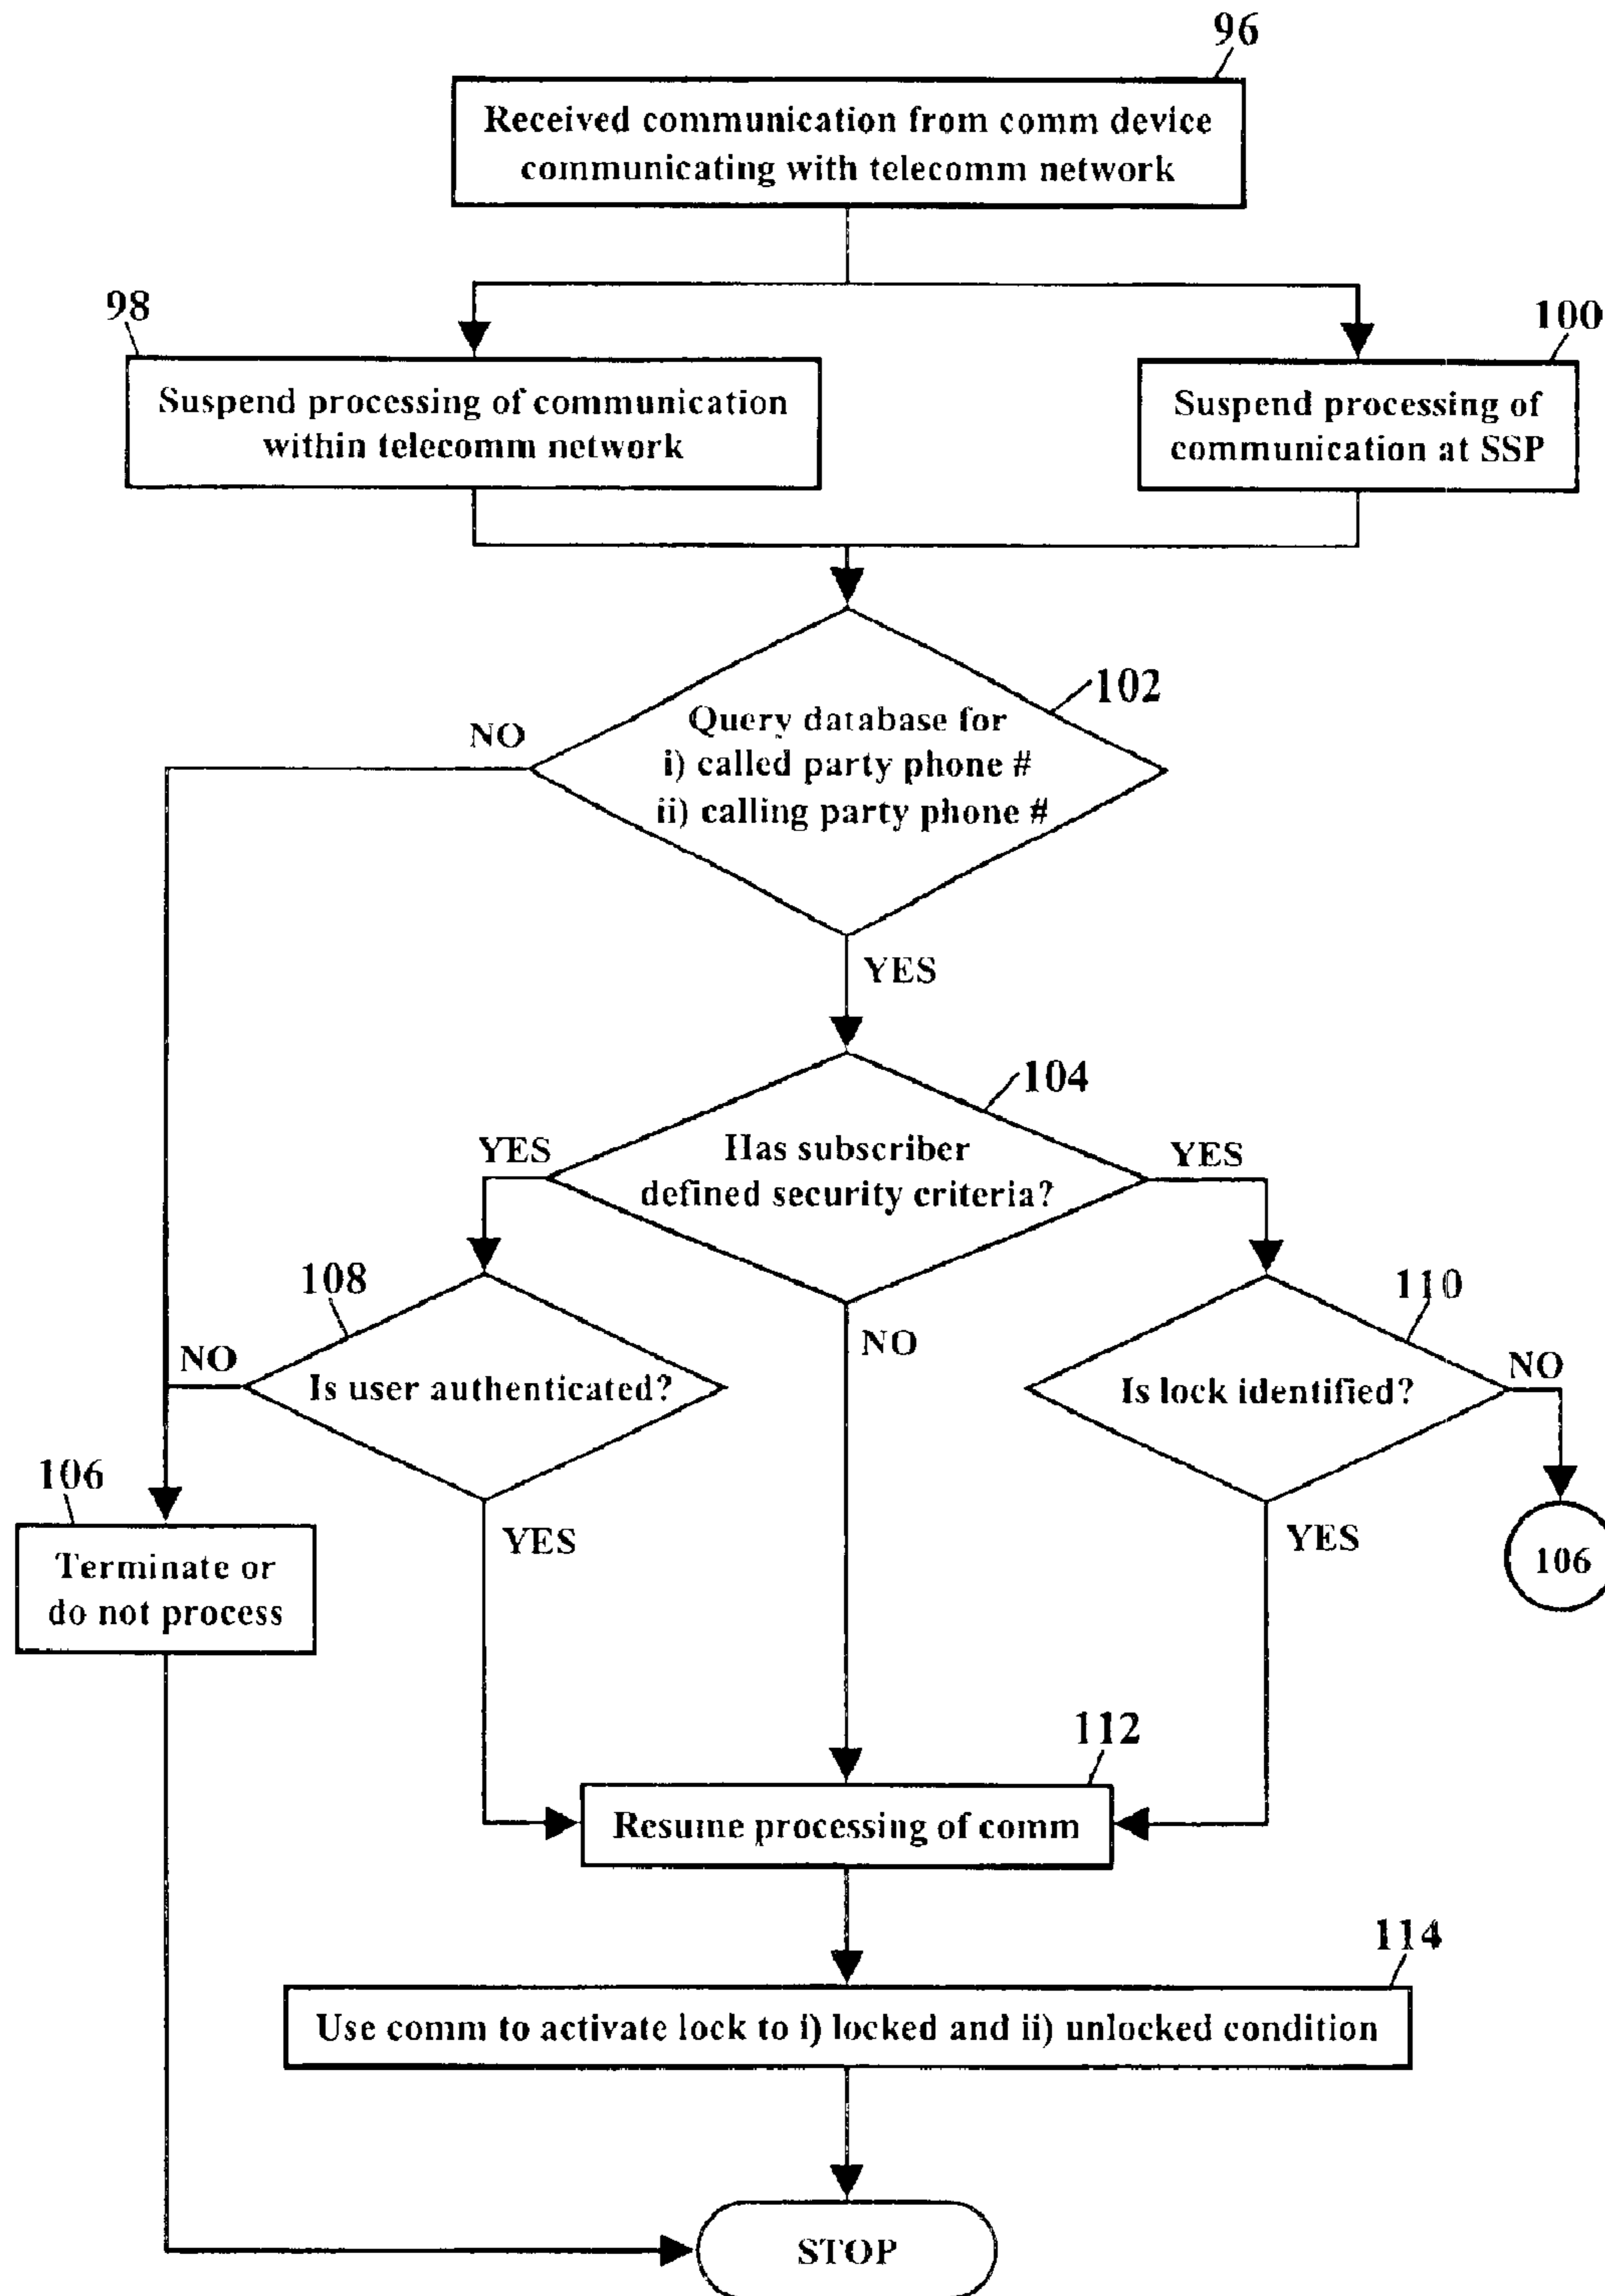 96
Received communication from comm device
communicating with telecomm network
98
100
Suspend processing of communication
within telecomm network
Suspend processing of
communication at SSP
102
NO
Query database for
i) called party phone #
ii) calling party phone #
YES
104
YES
Has subscriber
defined security criteria?
YES
108
110
NO
Is user authenticated?
NO
Is lock identified?
NO
106
YES
YES
Terminate or
do not process
106
112
Resume processing of comm
114
Use comm to activate lock to i) locked and ii) unlocked condition
STOP